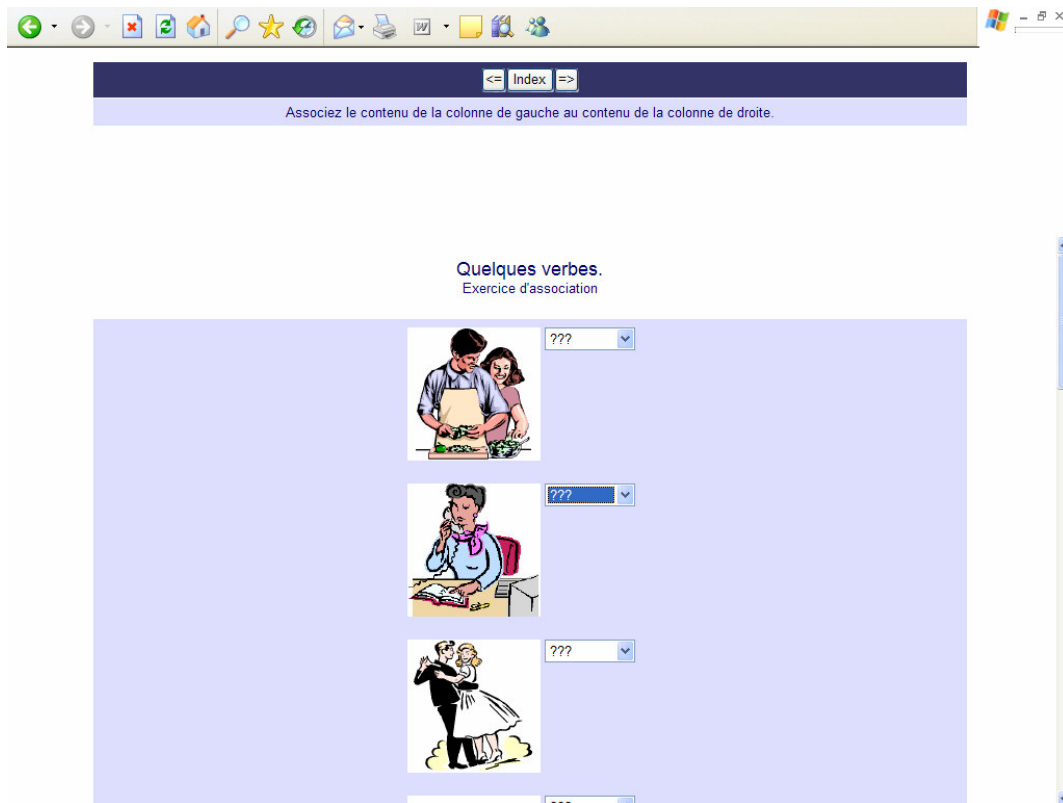 <= Index =>
Associez le contenu de la colonne de gauche au contenu de la colonne de droite.
Quelques verbes.
Exercice d'association
???
???
???
???